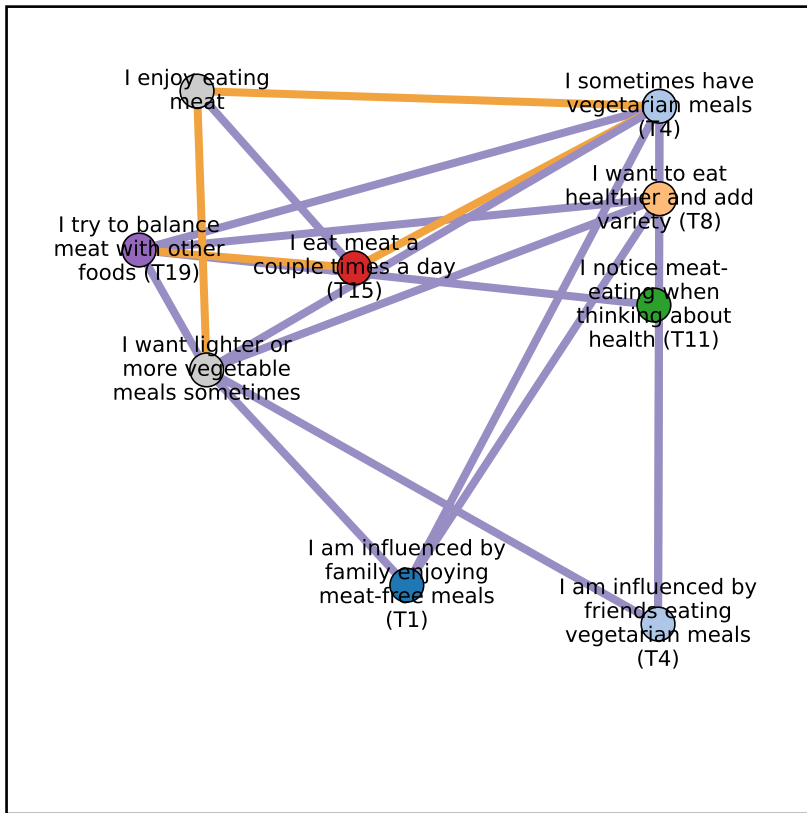 I enjoy eating
meat
I sometimes have
vegetarian meals
(T4)
I want to eat
healthier and add
variety (T8)
I try to balance
meat with other
foods (T19)
I eat meat a
couple times a day
(T15)
I notice meat-
eating when
thinking about
health (T11)
I want lighter or
more vegetable
meals sometimes
I am influenced by
family enjoying
meat-free meals
(T1)
I am influenced by
friends eating
vegetarian meals
(T4)